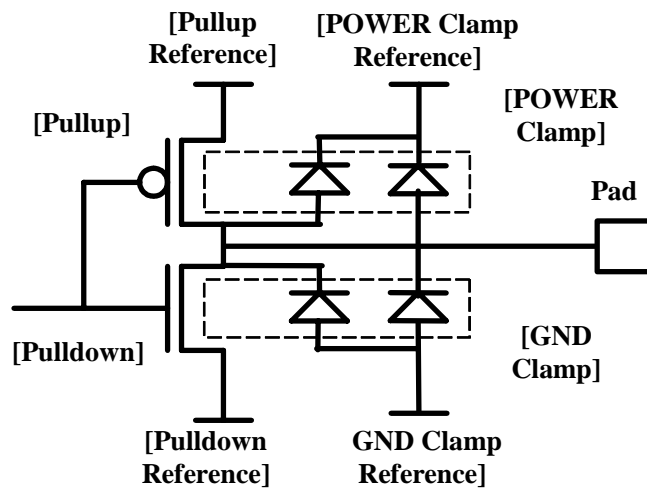 [Pullup
Reference]
[POWER Clamp
Reference]
[POWER
Clamp]
[Pullup]
Pad
[Pulldown]
[GND
Clamp]
[Pulldown
Reference]
GND Clamp
Reference]